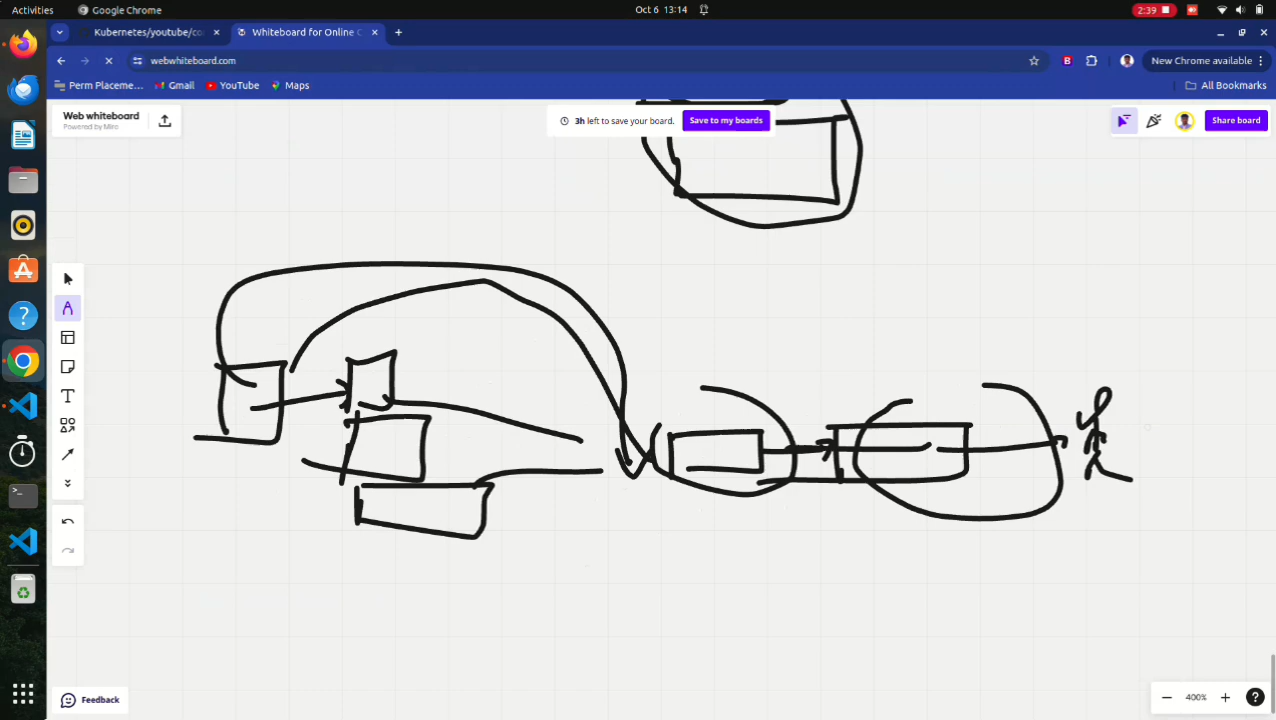 Activities
Google Chrome
Oct 6 13:14
2:39
Kubernetes/youtube/co
Whiteboard for Online C
webwhiteboard.com
New Chrome available
Perm Placeme...
Gmail
YouTube
Maps
All Bookmarks
Web whiteboard
Powered by Miro
3h left to save your board.
Save to my boards
Share board
Feedback
400%